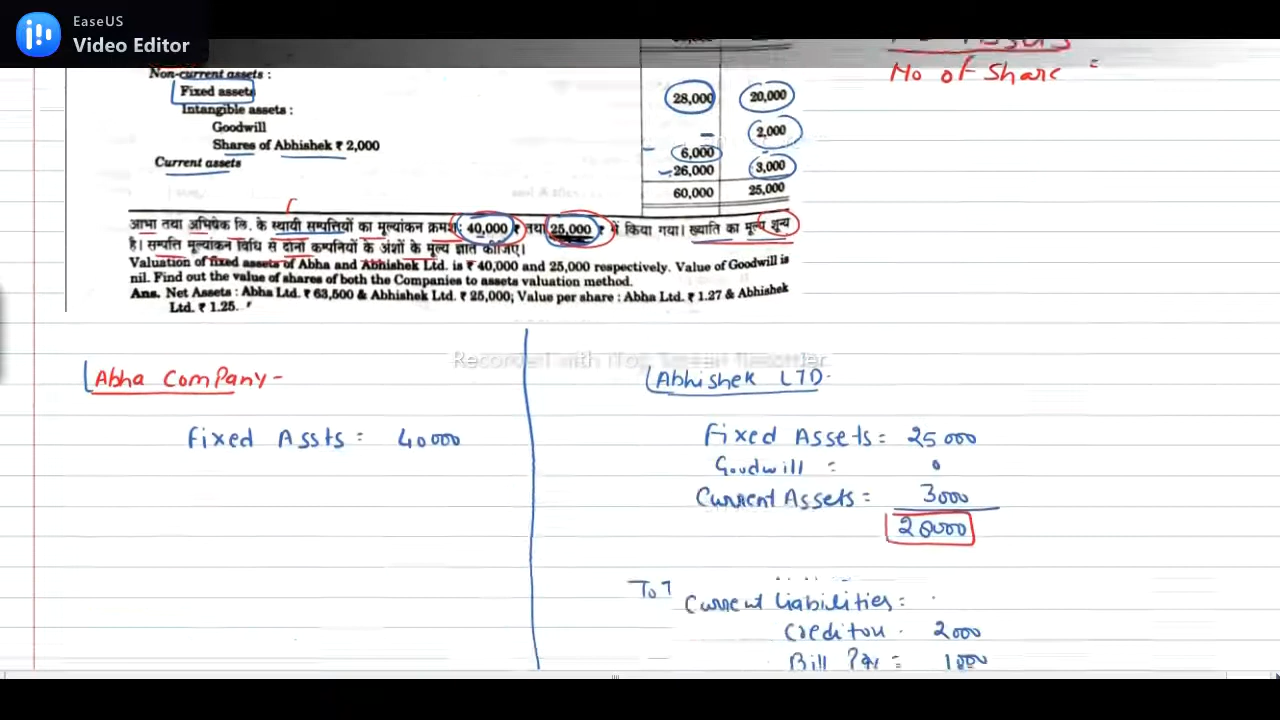 EaseUS
Video Editor
Non-current assets :
Fixed assets 28,000 20,000
Intangible assets :
Goodwill – 2,000
Shares of Abhishek ₹ 2,000 6,000 -
Current assets 26,000 3,000
60,000 25,000
No of Share =
आभा तथा अभिषेक लि. के स्थायी सम्पत्तियों का मूल्यांकन क्रमशः 40,000 ₹ तथा 25,000 ₹ में किया गया। ख्याति का मूल्य शून्य
है। सम्पत्ति मूल्यांकन विधि से दोनों कम्पनियों के अंशों के मूल्य ज्ञात कीजिए।
Valuation of fixed assets of Abha and Abhishek Ltd. is ₹ 40,000 and 25,000 respectively. Value of Goodwill is
nil. Find out the value of shares of both the Companies to assets valuation method.
Ans. Net Assets : Abha Ltd. ₹ 63,500 & Abhishek Ltd. ₹ 25,000; Value per share : Abha Ltd. ₹ 1.27 & Abhishek
Ltd. ₹ 1.25.
Recorded with iTop Screen Recorder
Abha Company -
Fixed Assts = 40000
Abhishek LTD.
Fixed Assets = 25000
Goodwill = 0
Current Assets = 3000
28000
To
Current Liabilities =
2000
Bill Pay = 1000